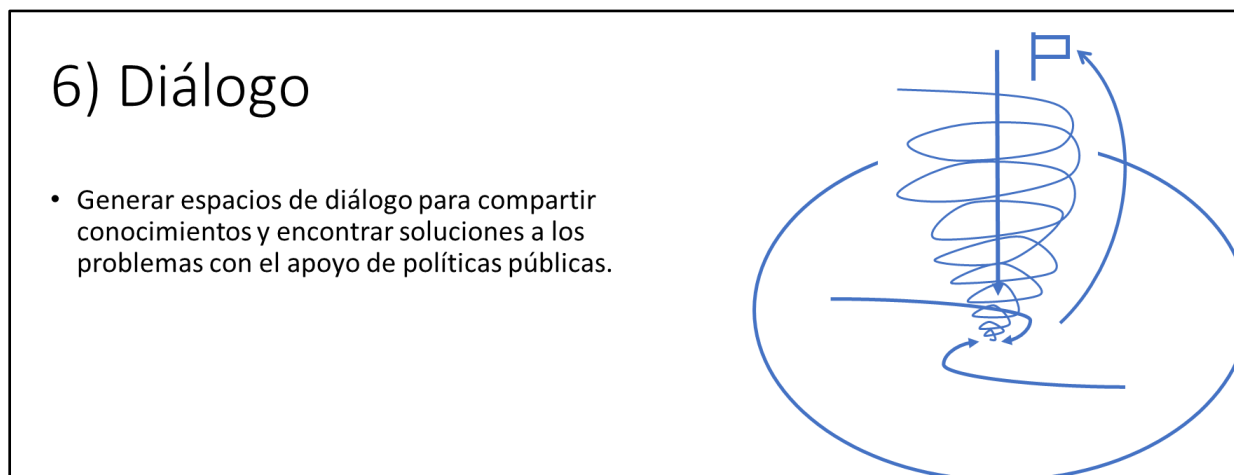 6) Diálogo
• Generar espacios de diálogo para compartir
conocimientos y encontrar soluciones a los
problemas con el apoyo de políticas públicas.